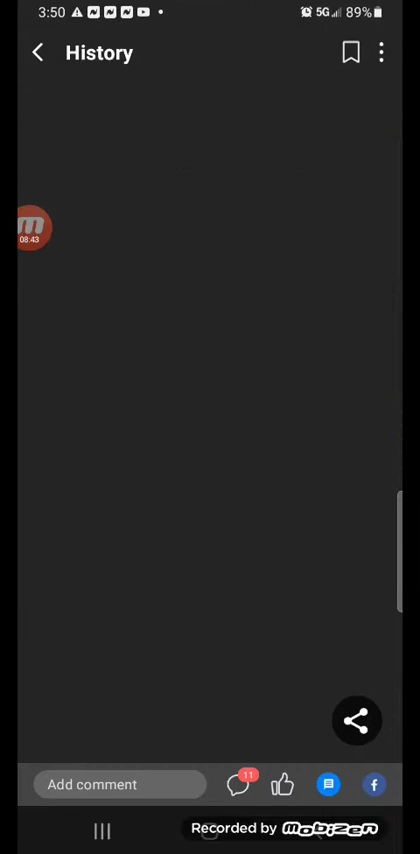 3:50 5G 89%
History
m
08:43
11
Add comment
f
Recorded by mobizen